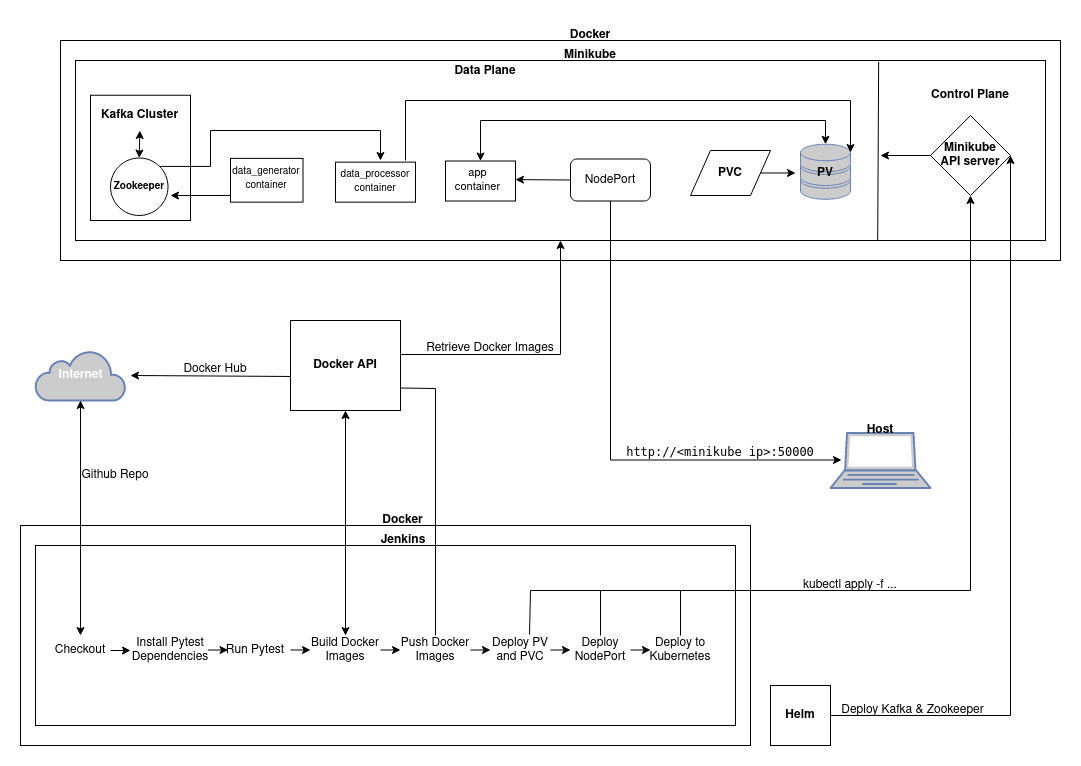 Docker
Minikube
Data Plane
Control Plane
Kafka Cluster
Zookeeper
data_generator
container
data_processor
container
app
container
NodePort
PVC
PV
Minikube
API server
Internet
Docker Hub
Docker API
Retrieve Docker Images
Github Repo
Host
http://<minikube ip>:50000
Docker
Jenkins
kubectl apply -f ...
Checkout
Install Pytest
Dependencies
Run Pytest
Build Docker
Images
Push Docker
Images
Deploy PV
and PVC
Deploy
NodePort
Deploy to
Kubernetes
Helm
Deploy Kafka & Zookeeper